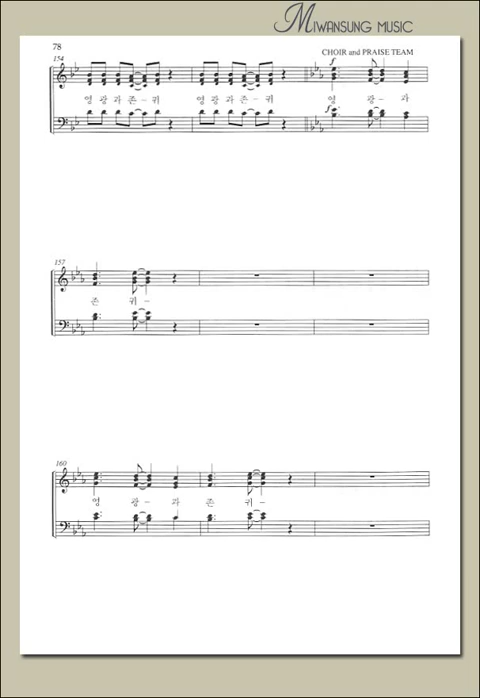 MIWANSUNG MUSIC
78
CHOIR and PRAISE TEAM
154
f
영 광 과 존 - 귀 영 광 과 존 - 귀 영 광 - 과
f
157
존 귀 -
160
영 광 - 과 존 귀 -